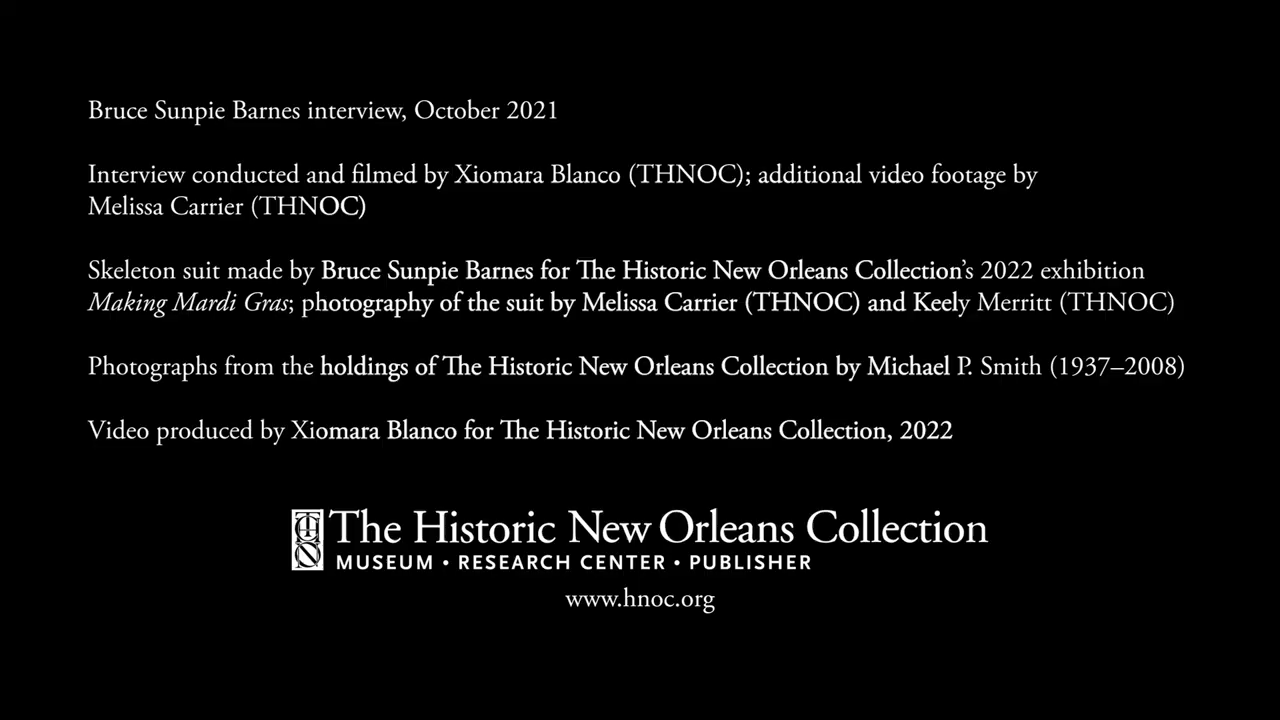 Bruce Sunpie Barnes interview, October 2021
Interview conducted and filmed by Xiomara Blanco (THNOC); additional video footage by
Melissa Carrier (THNOC)
Skeleton suit made by Bruce Sunpie Barnes for The Historic New Orleans Collection’s 2022 exhibition
Making Mardi Gras; photography of the suit by Melissa Carrier (THNOC) and Keely Merritt (THNOC)
Photographs from the holdings of The Historic New Orleans Collection by Michael P. Smith (1937–2008)
Video produced by Xiomara Blanco for The Historic New Orleans Collection, 2022
THNOC
The Historic New Orleans Collection
MUSEUM • RESEARCH CENTER • PUBLISHER
www.hnoc.org